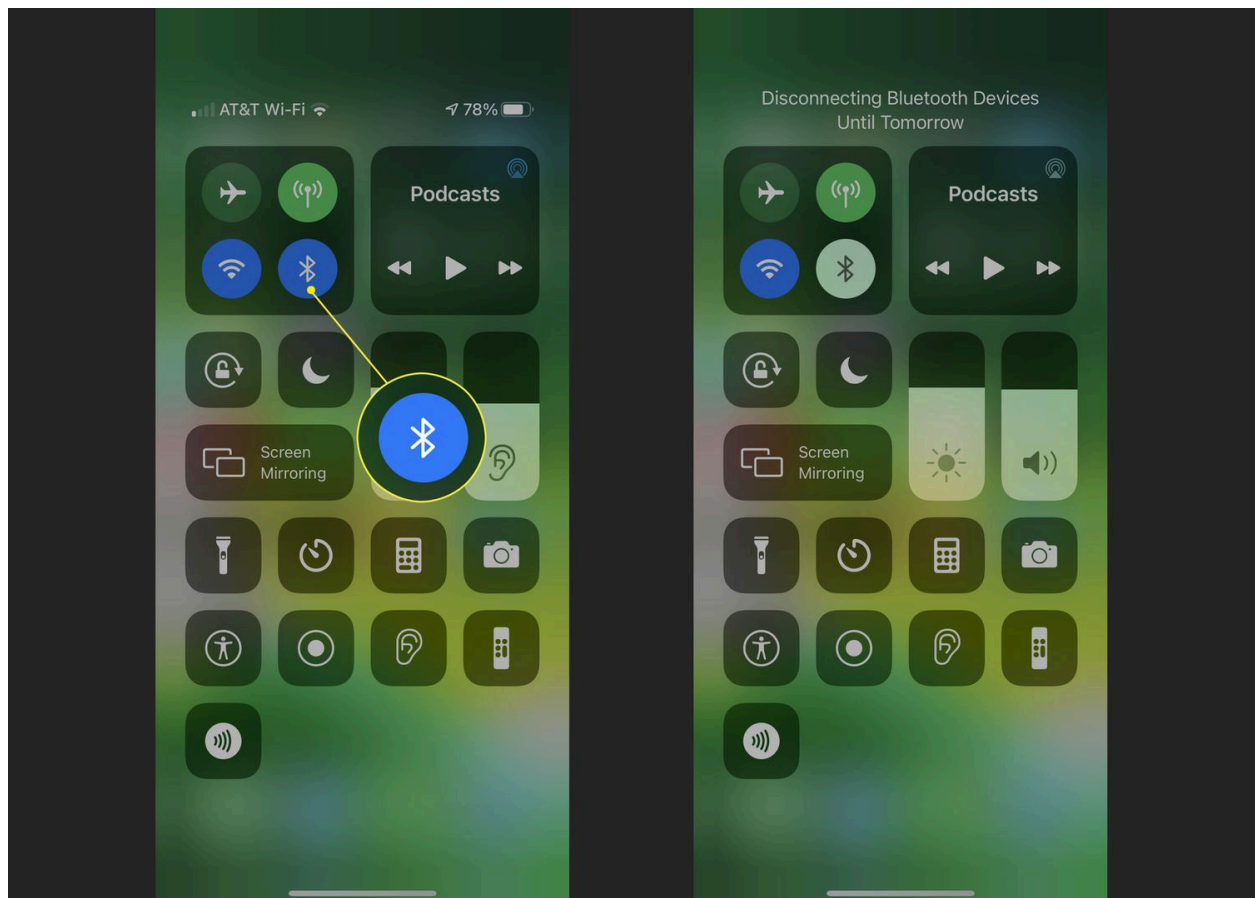 AT&T Wi-Fi 78%
Podcasts
Screen
Mirroring
Disconnecting Bluetooth Devices
Until Tomorrow
Podcasts
Screen
Mirroring